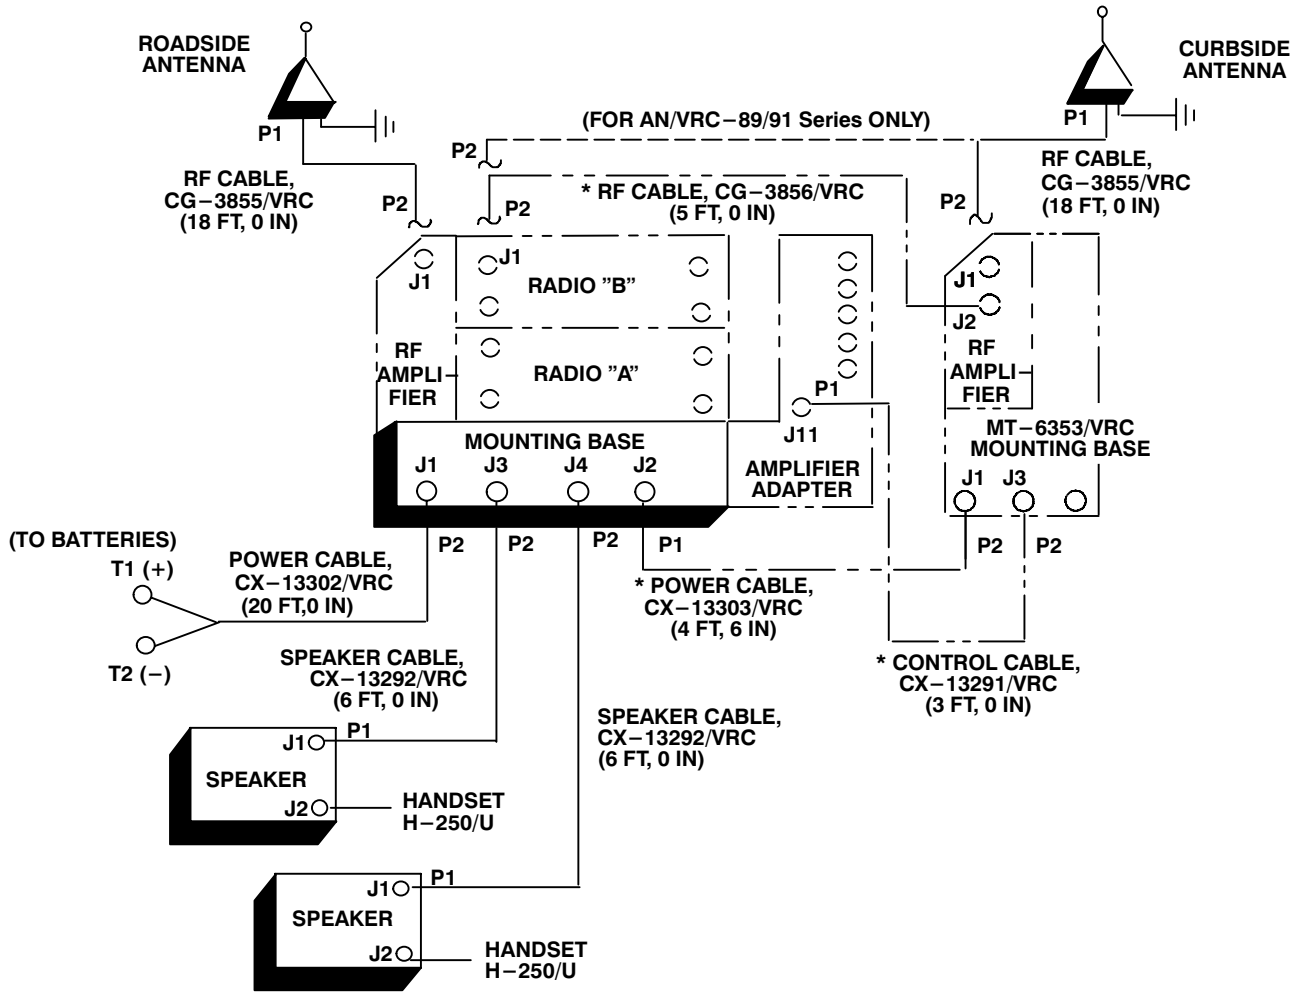 ROADSIDE
ANTENNA
CURBSIDE
ANTENNA
P1
P1
(FOR AN/VRC–89/91 Series ONLY)
P2
RF CABLE,
CG–3855/VRC
(18 FT, 0 IN)
P2
P2
* RF CABLE, CG–3856/VRC
(5 FT, 0 IN)
P2
RF CABLE,
CG–3855/VRC
(18 FT, 0 IN)
J1
J1
RADIO ”B”
RADIO ”A”
RF
AMPLI–
FIER
P1
J11
AMPLIFIER
ADAPTER
J1
J2
RF
AMPLI–
FIER
MT–6353/VRC
MOUNTING BASE
J1
J3
MOUNTING BASE
J1
J3
J4
J2
P2
P2
P2
P1
P2
P2
(TO BATTERIES)
T1 (+)
T2 (–)
POWER CABLE,
CX–13302/VRC
(20 FT,0 IN)
* POWER CABLE,
CX–13303/VRC
(4 FT, 6 IN)
* CONTROL CABLE,
CX–13291/VRC
(3 FT, 0 IN)
SPEAKER CABLE,
CX–13292/VRC
(6 FT, 0 IN)
SPEAKER CABLE,
CX–13292/VRC
(6 FT, 0 IN)
J1
P1
SPEAKER
J2
HANDSET
H–250/U
J1
P1
SPEAKER
J2
HANDSET
H–250/U